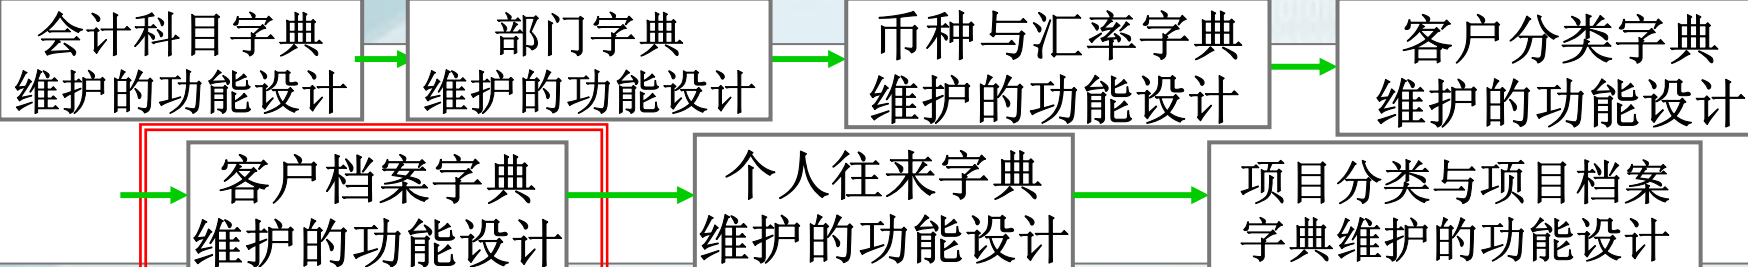 会计科目字典
维护的功能设计
部门字典
维护的功能设计
币种与汇率字典
维护的功能设计
客户分类字典
维护的功能设计
客户档案字典
维护的功能设计
个人往来字典
维护的功能设计
项目分类与项目档案
字典维护的功能设计